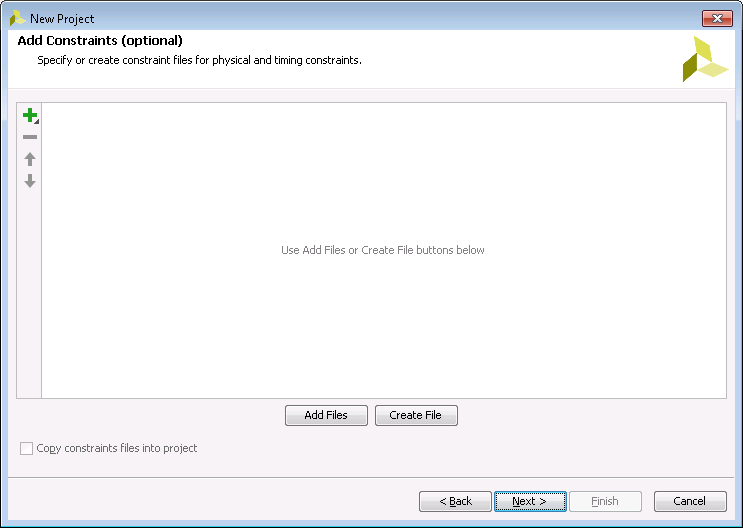 New Project
Add Constraints (optional)
Specify or create constraint files for physical and timing constraints.
Use Add Files or Create File buttons below
Add Files
Create File
Copy constraints files into project
< Back
Next >
Finish
Cancel